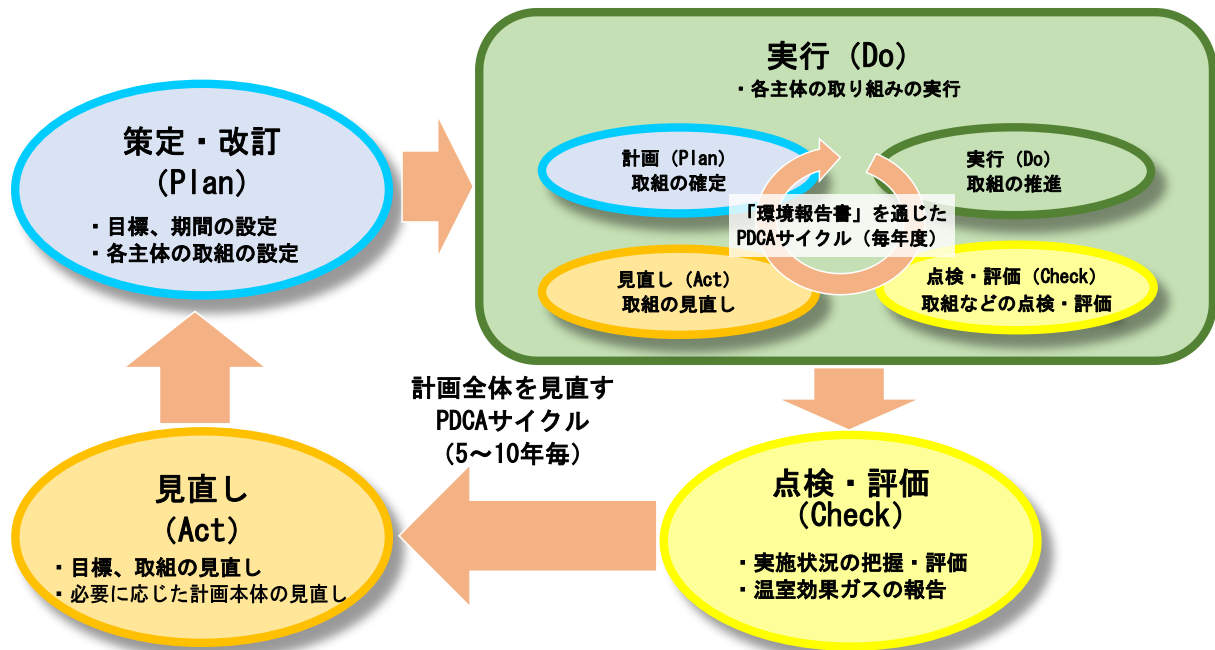 策定・改訂
(Plan)
・目標、期間の設定
・各主体の取組の設定
実行 (Do)
・各主体の取り組みの実行
計画 (Plan)
取組の確定
実行 (Do)
取組の推進
「環境報告書」を通じた
PDCAサイクル (毎年度)
見直し (Act)
取組の見直し
点検・評価 (Check)
取組などの点検・評価
計画全体を見直す
PDCAサイクル
(5～10年毎)
見直し
(Act)
・目標、取組の見直し
・必要に応じた計画本体の見直し
点検・評価
(Check)
・実施状況の把握・評価
・温室効果ガスの報告